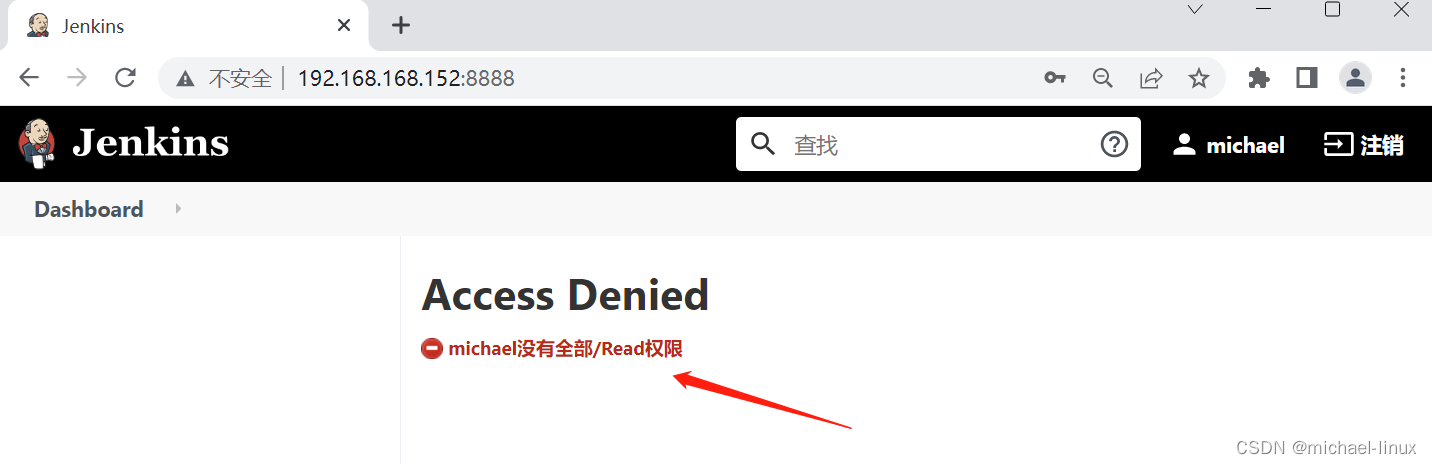 Jenkins
不安全 192.168.168.152:8888
Jenkins 查找 michael 注销
Dashboard
Access Denied
michael没有全部/Read权限
CSDN @michael-linux